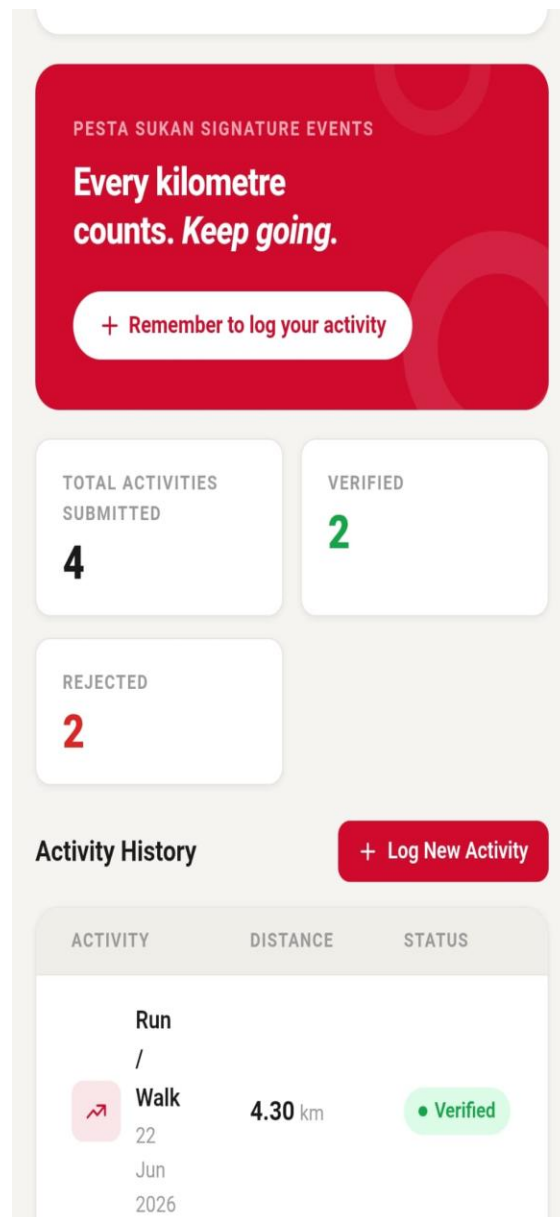 PESTA SUKAN SIGNATURE EVENTS
Every kilometre
counts. Keep going.
+ Remember to log your activity
TOTAL ACTIVITIES
SUBMITTED
4
VERIFIED
2
REJECTED
2
Activity History
+ Log New Activity
ACTIVITY DISTANCE STATUS
Run
/
Walk
22
Jun
2026
4.30 km
Verified